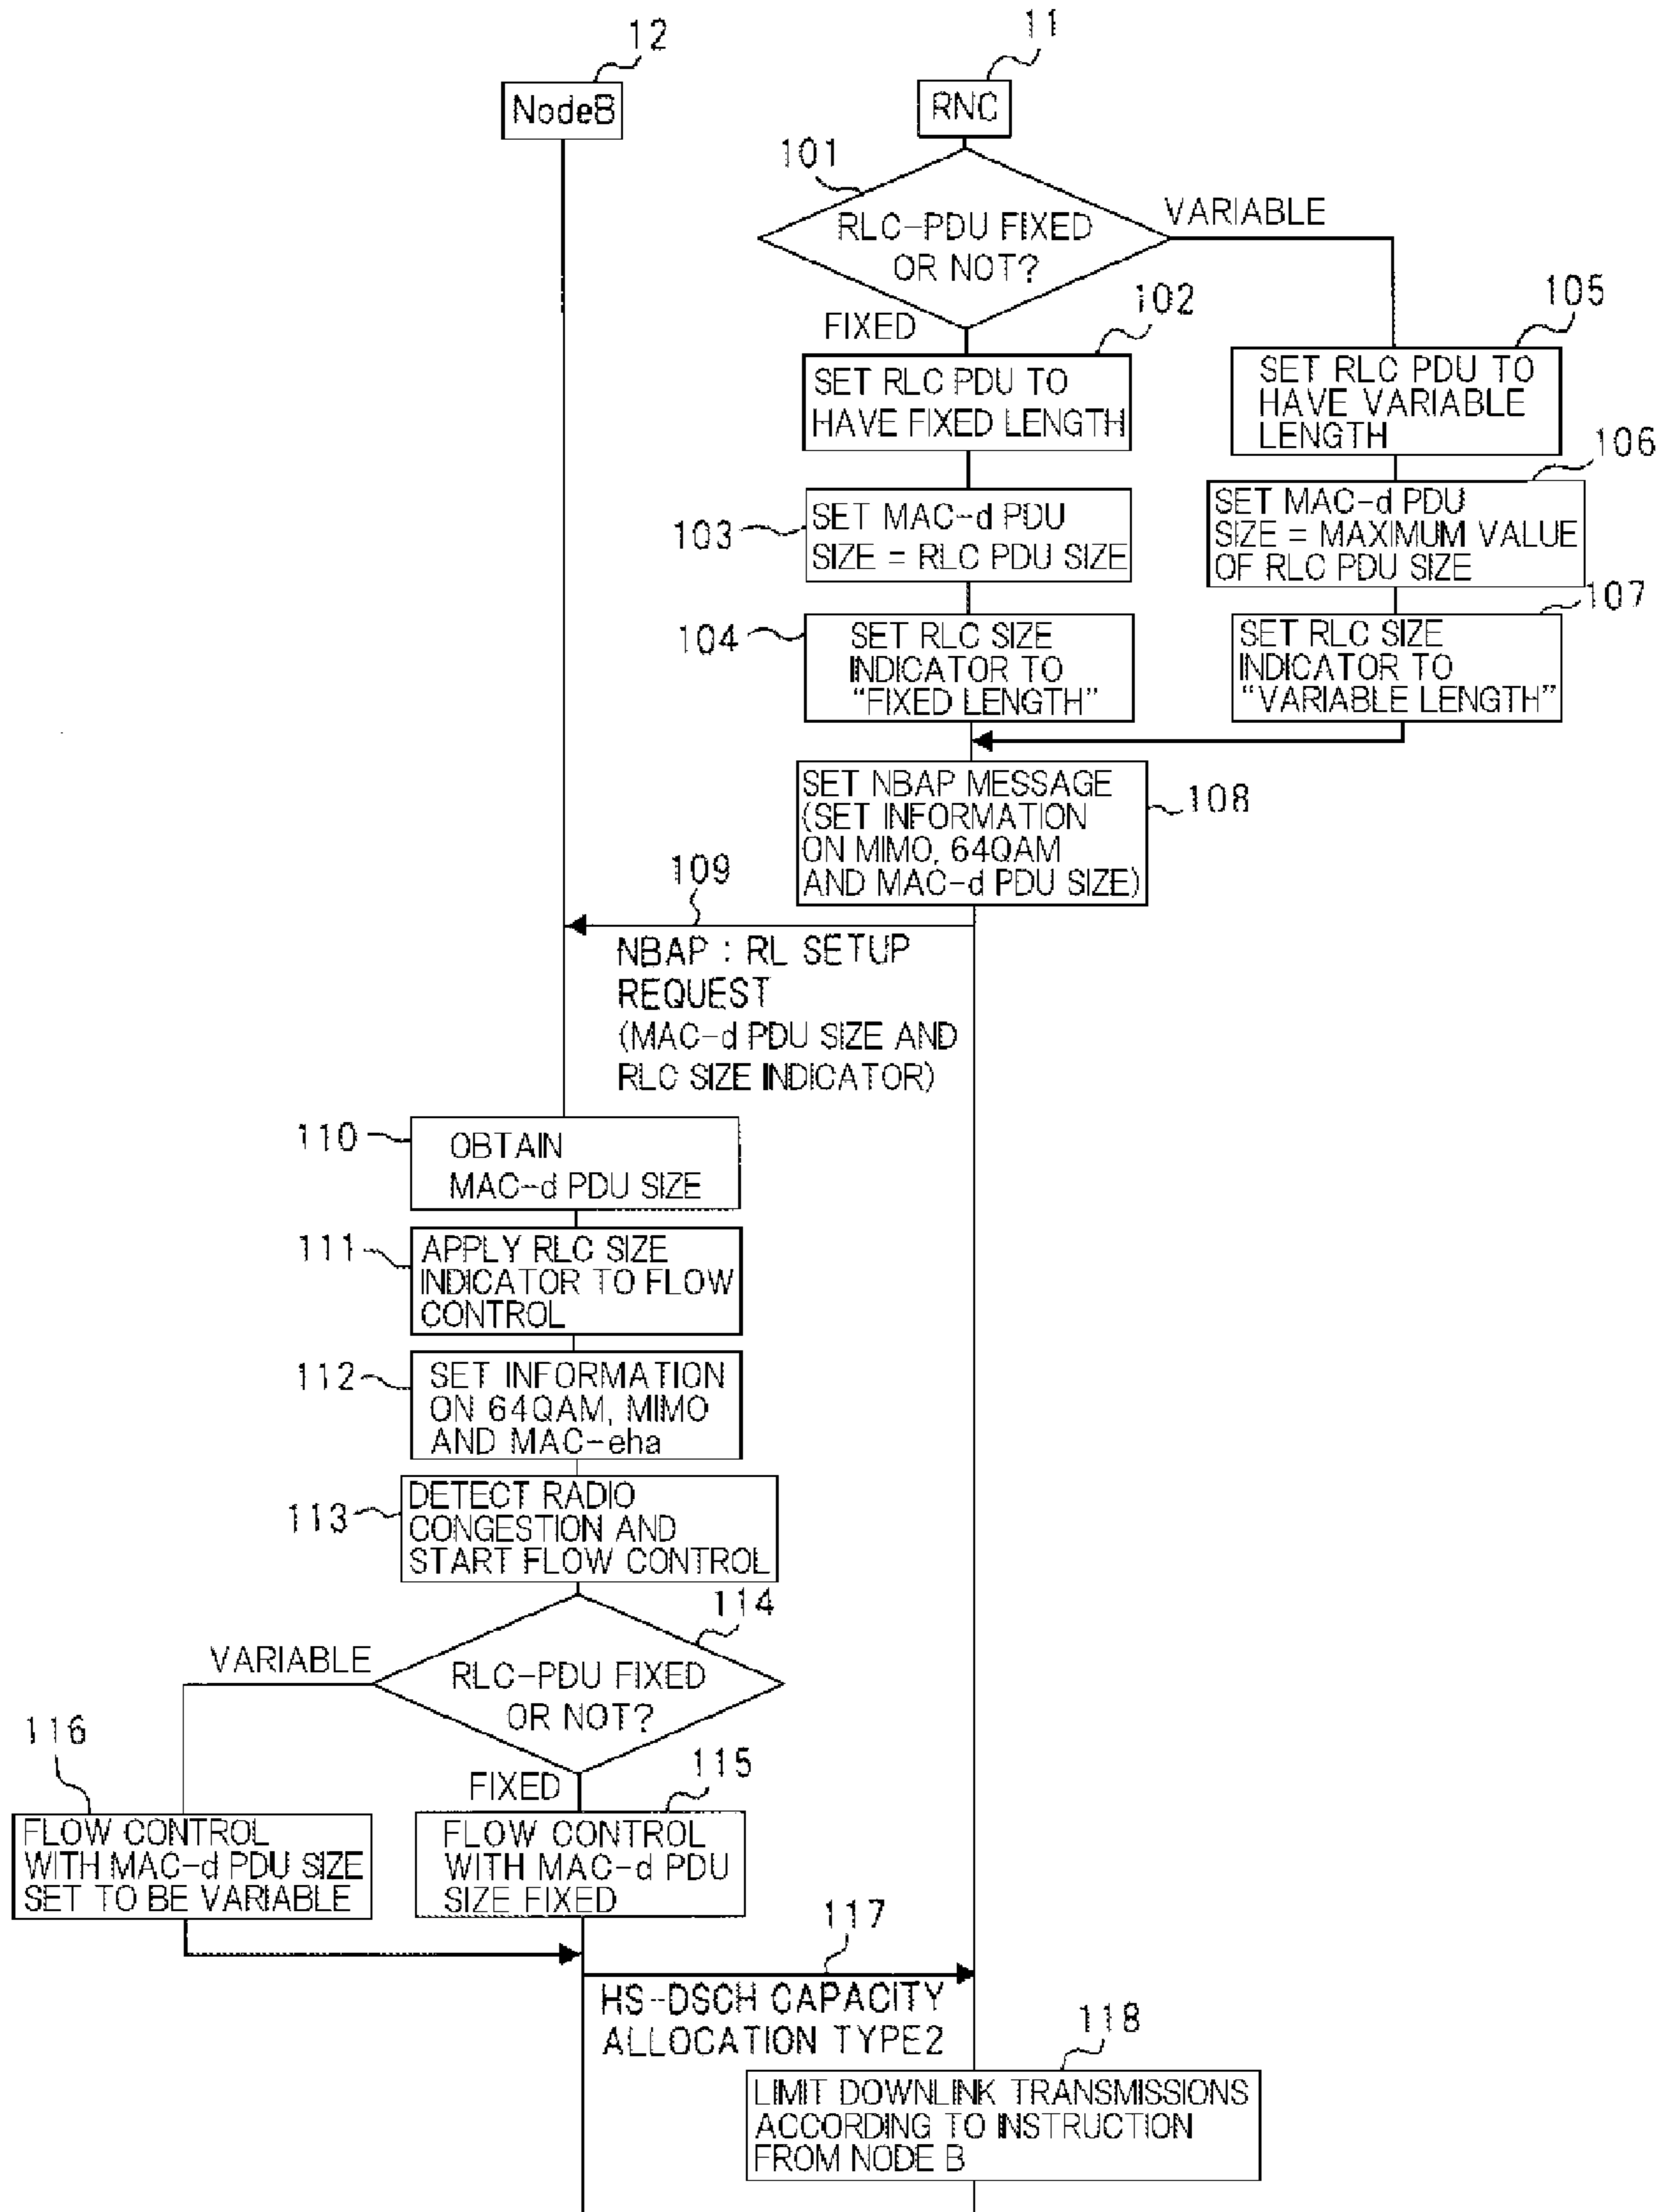 12
11
NodeB
RNC
101
RLC-PDU FIXED
OR NOT?
VARIABLE
FIXED
102
SET RLC PDU TO
HAVE FIXED LENGTH
105
SET RLC PDU TO
HAVE VARIABLE
LENGTH
103
SET MAC-d PDU
SIZE = RLC PDU SIZE
106
SET MAC-d PDU
SIZE = MAXIMUM VALUE
OF RLC PDU SIZE
104
SET RLC SIZE
INDICATOR TO
“FIXED LENGTH”
107
SET RLC SIZE
INDICATOR TO
“VARIABLE LENGTH”
SET NBAP MESSAGE
(SET INFORMATION
ON MIMO, 64QAM
AND MAC-d PDU SIZE)
108
109
NBAP : RL SETUP
REQUEST
(MAC-d PDU SIZE AND
RLC SIZE INDICATOR)
110
OBTAIN
MAC-d PDU SIZE
111
APPLY RLC SIZE
INDICATOR TO FLOW
CONTROL
112
SET INFORMATION
ON 64QAM, MIMO
AND MAC-eha
113
DETECT RADIO
CONGESTION AND
START FLOW CONTROL
114
VARIABLE
RLC-PDU FIXED
OR NOT?
FIXED
116
FLOW CONTROL
WITH MAC-d PDU SIZE
SET TO BE VARIABLE
115
FLOW CONTROL
WITH MAC-d PDU
SIZE FIXED
117
HS-DSCH CAPACITY
ALLOCATION TYPE2
118
LIMIT DOWNLINK TRANSMISSIONS
ACCORDING TO INSTRUCTION
FROM NODE B